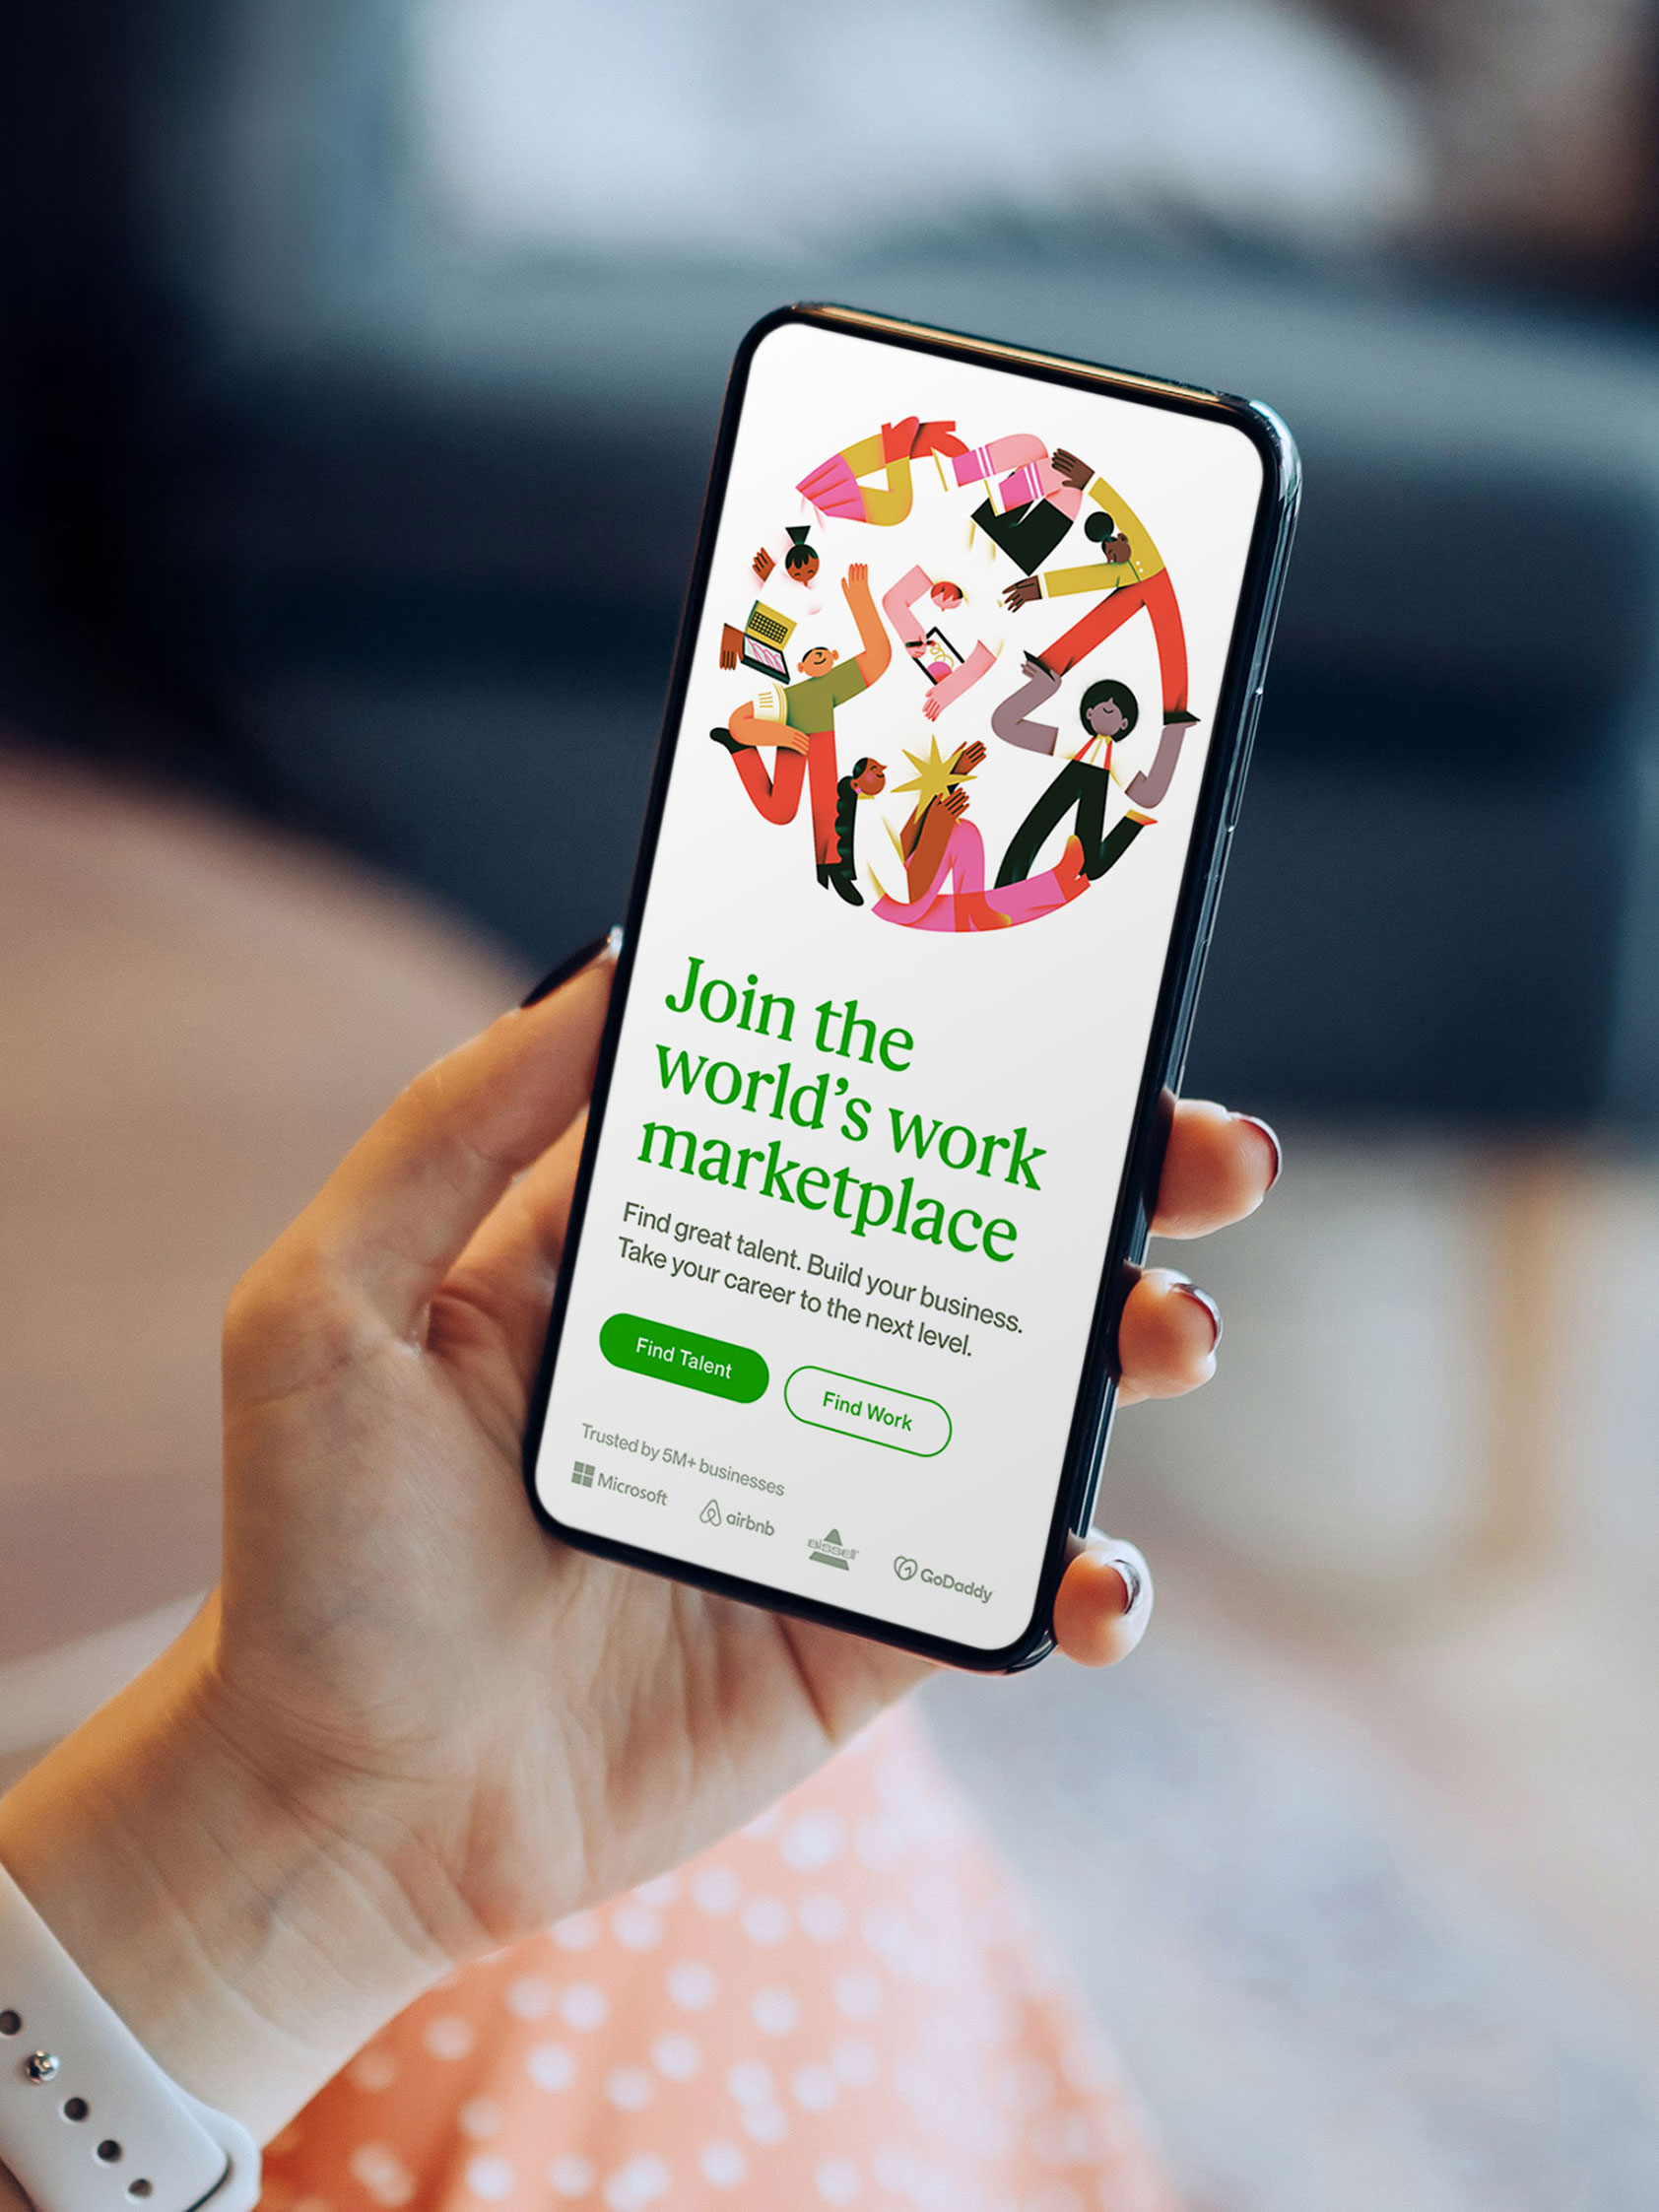 Join the
world’s work
marketplace
Find great talent. Build your business.
Take your career to the next level.
Find Talent
Find Work
Trusted by 5M+ businesses
Microsoft
airbnb
BISSELL
GoDaddy